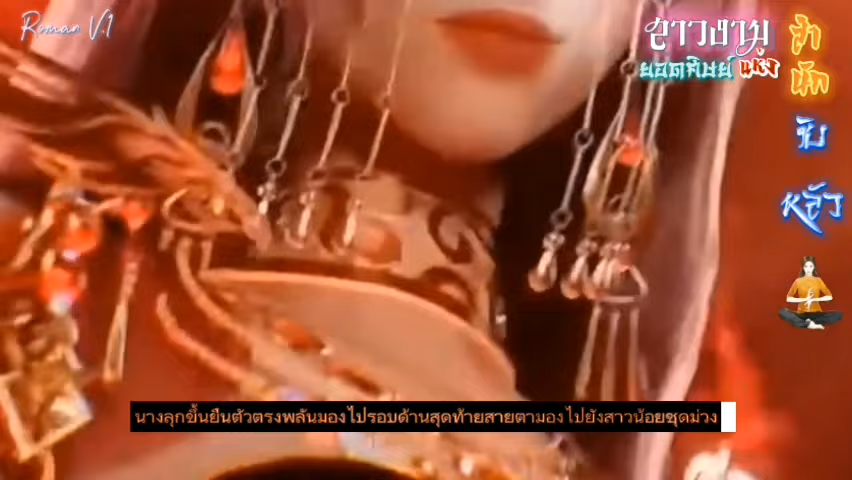 Roman V.1
สาวงาม
ยอดศิษย์แห่ง
สำ
นัก
ขับ
หลัว
นางลุกขึ้นยืนตัวตรงพลันมองไปรอบด้านสุดท้ายสายตามองไปยังสาวน้อยชุดม่วง